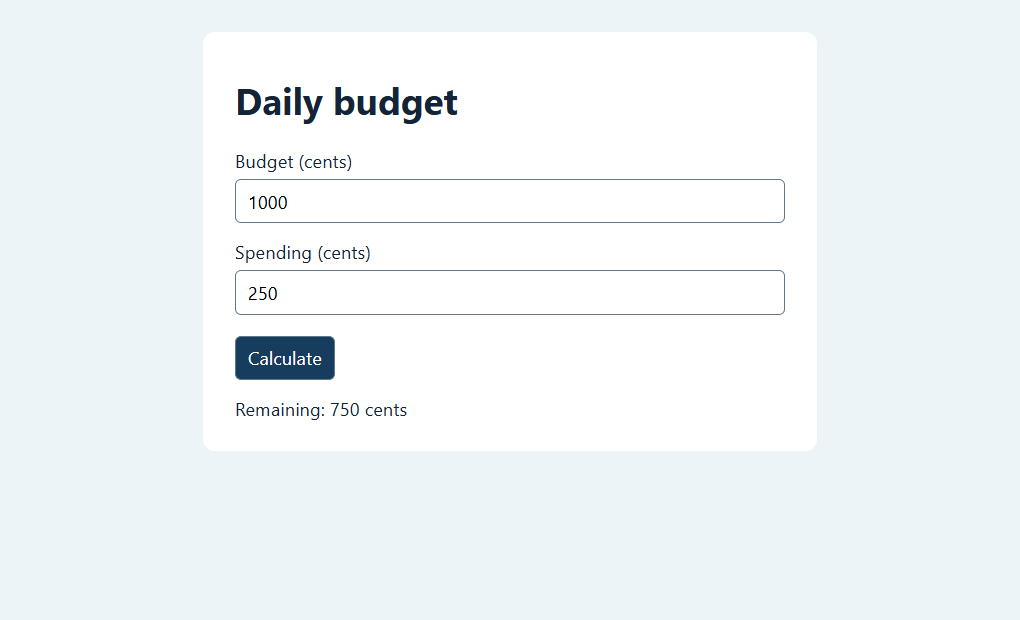 Daily budget
Budget (cents)
1000
Spending (cents)
250
Calculate
Remaining: 750 cents